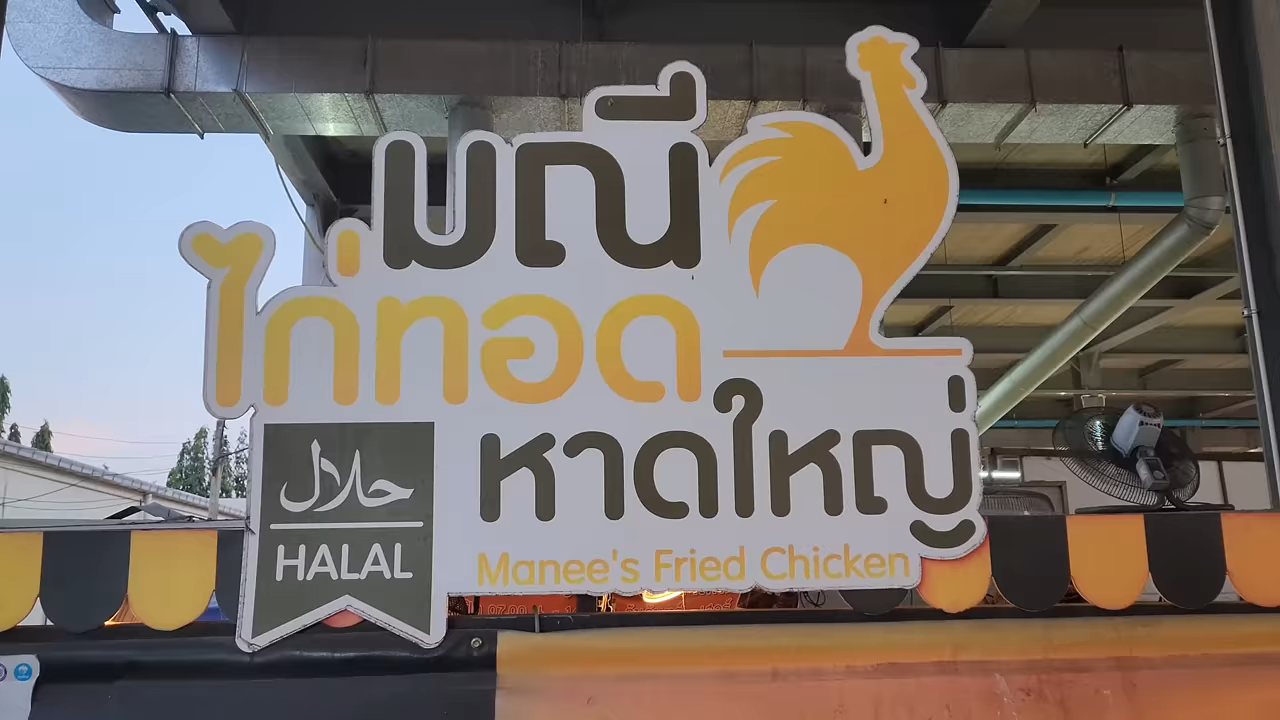 มณี
ไก่ทอด
หาดใหญ่
Manee's Fried Chicken
حلال
HALAL